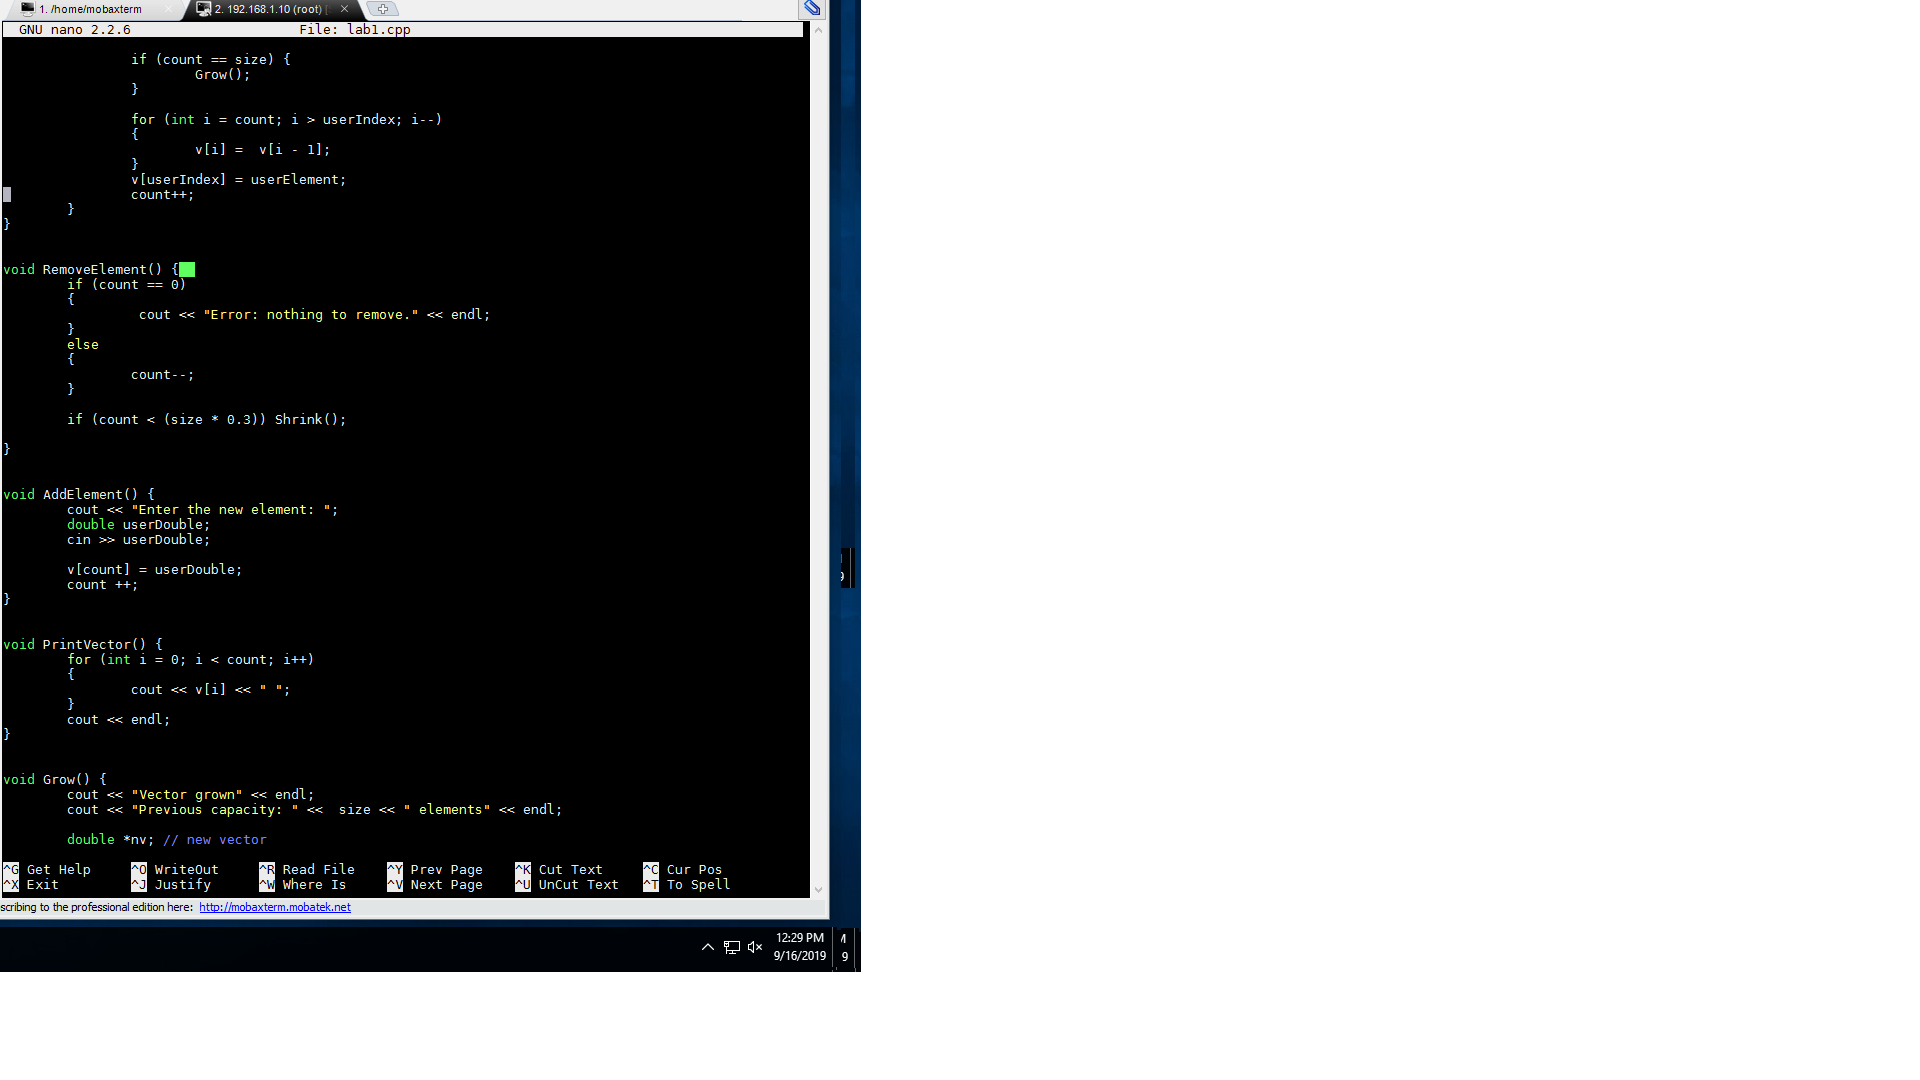 1. /home/mobaxterm
2. 192.168.1.10 (root)
GNU nano 2.2.6 File: lab1.cpp
if (count == size) {
Grow();
}
for (int i = count; i > userIndex; i--)
{
v[i] =  v[i - 1];
}
v[userIndex] = userElement;
count++;
}
}
void RemoveElement() {
if (count == 0)
{
cout << "Error: nothing to remove." << endl;
}
else
{
count--;
}
if (count < (size * 0.3)) Shrink();
}
void AddElement() {
cout << "Enter the new element: ";
double userDouble;
cin >> userDouble;
v[count] = userDouble;
count ++;
}
void PrintVector() {
for (int i = 0; i < count; i++)
{
cout << v[i] << " ";
}
cout << endl;
}
void Grow() {
cout << "Vector grown" << endl;
cout << "Previous capacity: " <<  size << " elements" << endl;
double *nv; // new vector
^G Get Help ^O WriteOut ^R Read File ^Y Prev Page ^K Cut Text ^C Cur Pos
^X Exit ^J Justify ^W Where Is ^V Next Page ^U UnCut Text ^T To Spell
scribing to the professional edition here: http://mobaxterm.mobatek.net
12:29 PM
9/16/2019
9
9